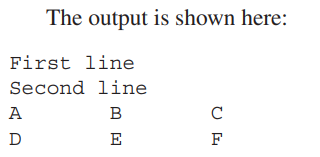 The output is shown here:
First line
Second line
A B C
D E F